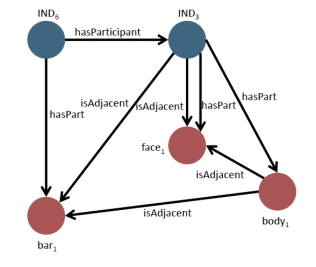 IND6 IND3
hasParticipant
hasPart
isAdjacent
isAdjacent
hasPart
hasPart
face1
isAdjacent
isAdjacent
body1
bar1